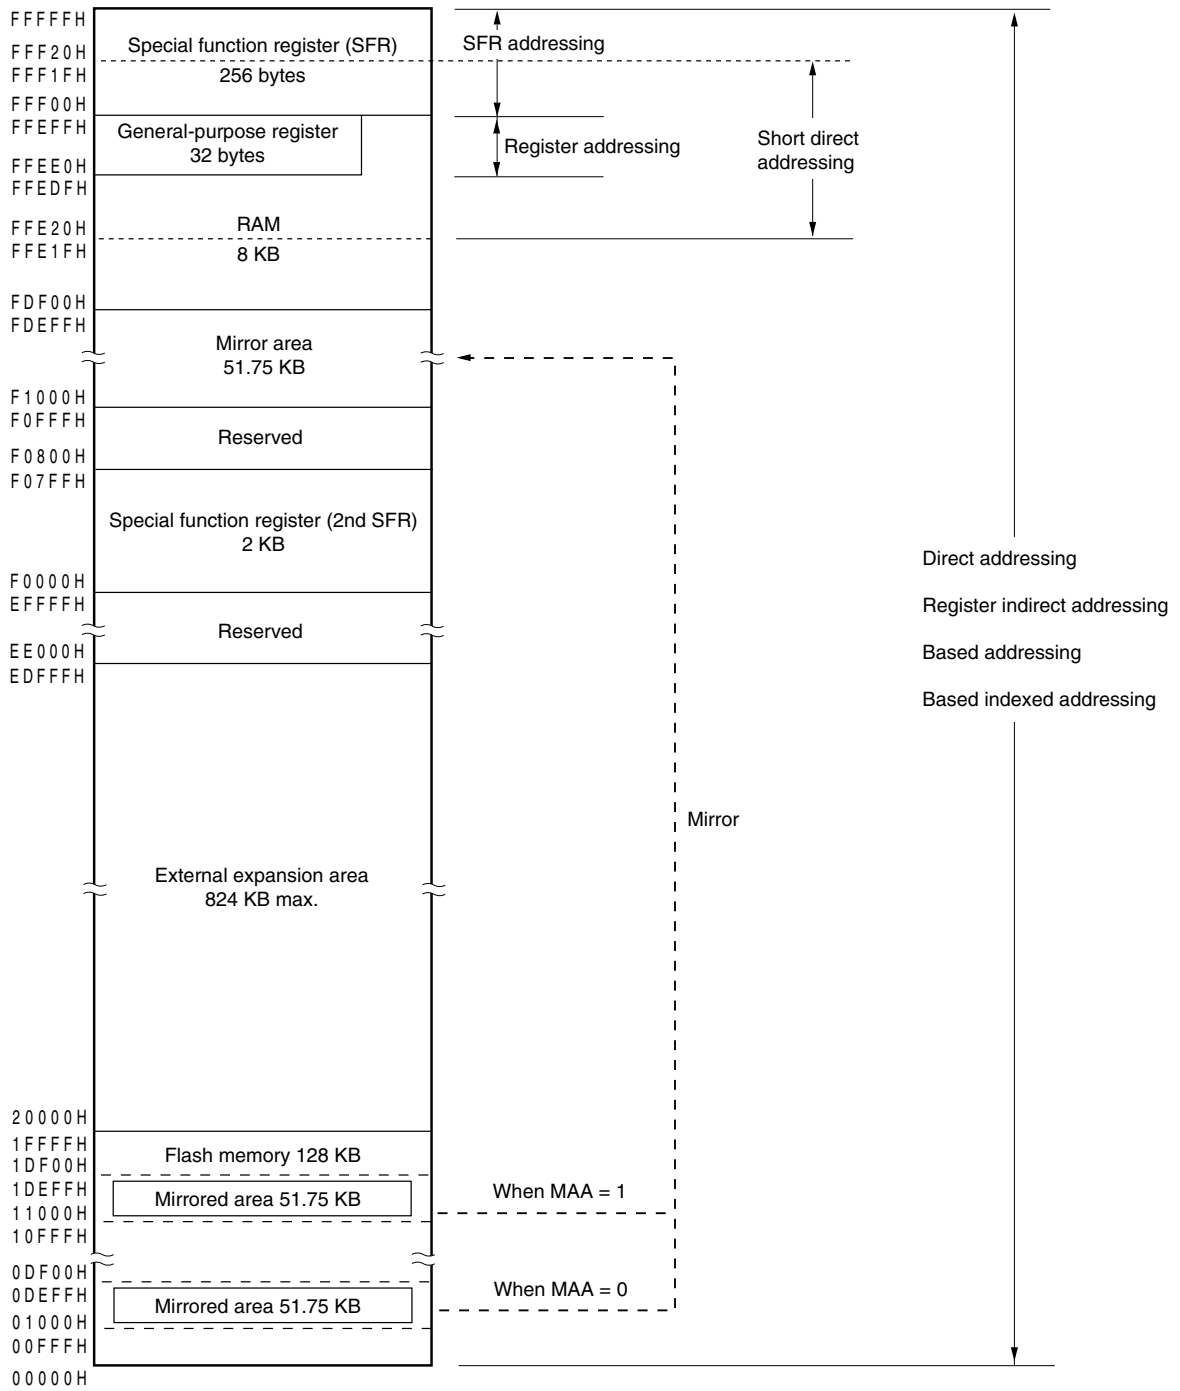 FFFFFH
FFF20H
FFF1FH
FFF00H
FFEFFH
FFEE0H
FFEDFH
FFE20H
FFE1FH
FDF00H
FDEFFH
F1000H
F0FFFH
F0800H
F07FFH
F0000H
EFFFFH
EE000H
EDFFFH
20000H
1FFFFH
1DF00H
1DEFFH
11000H
10FFFH
0DF00H
0DEFFH
01000H
00FFFH
00000H
Special function register (SFR)
256 bytes
General-purpose register
32 bytes
RAM
8 KB
Mirror area
51.75 KB
Reserved
Special function register (2nd SFR)
2 KB
Reserved
External expansion area
824 KB max.
Flash memory 128 KB
Mirrored area 51.75 KB
Mirrored area 51.75 KB
SFR addressing
Register addressing
Short direct
addressing
Mirror
When MAA = 1
When MAA = 0
Direct addressing
Register indirect addressing
Based addressing
Based indexed addressing